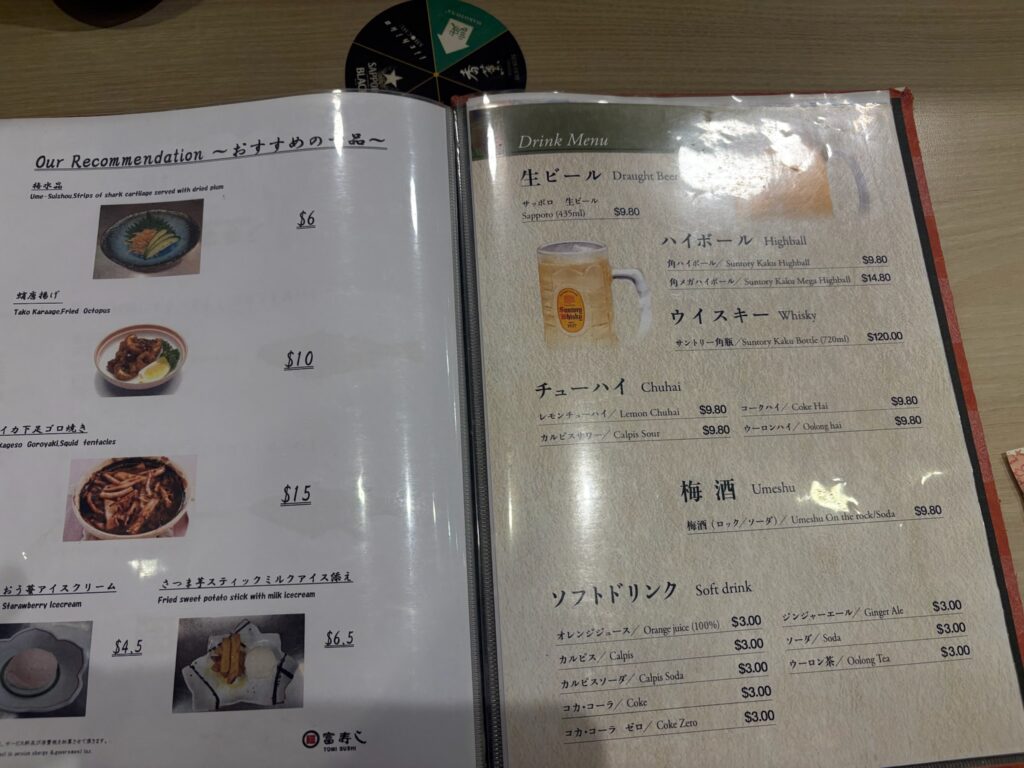 Our Recommendation ～おすすめの一品～
梅水晶
Ume-Suishou,Strips of shark cartilage served with dried plum
$6
蛸唐揚げ
Tako Karaage,Fried Octopus
$10
イカ下足ゴロ焼き
kageso Goroyaki,Squid tentacles
$15
おう苺アイスクリーム
Starawberry Icecream
$4.5
さつま芋スティックミルクアイス添え
Fried sweet potato stick with milk icecream
$6.5
富寿し
TOMI SUSHI
SAPPORO
Drink Menu
生ビール Draught Beer
サッポロ 生ビール
Sapporo (435ml) $9.80
ハイボール Highball
角ハイボール／ Suntory Kaku Highball $9.80
角メガハイボール／ Suntory Kaku Mega Highball $14.80
Suntory
Whisky
ウイスキー Whisky
サントリー角瓶／ Suntory Kaku Bottle (720ml) $120.00
チューハイ Chuhai
レモンチューハイ／ Lemon Chuhai $9.80
カルピスサワー／ Calpis Sour $9.80
コークハイ／ Coke Hai $9.80
ウーロンハイ／ Oolong hai $9.80
梅酒 Umeshu
梅酒（ロック／ソーダ）／ Umeshu On the rock/Soda $9.80
ソフトドリンク Soft drink
オレンジジュース／ Orange juice (100%) $3.00
カルピス／ Calpis $3.00
カルピスソーダ／ Calpis Soda $3.00
コカ・コーラ／ Coke $3.00
コカ・コーラ ゼロ／ Coke Zero $3.00
ジンジャーエール／ Ginger Ale $3.00
ソーダ／ Soda $3.00
ウーロン茶／ Oolong Tea $3.00